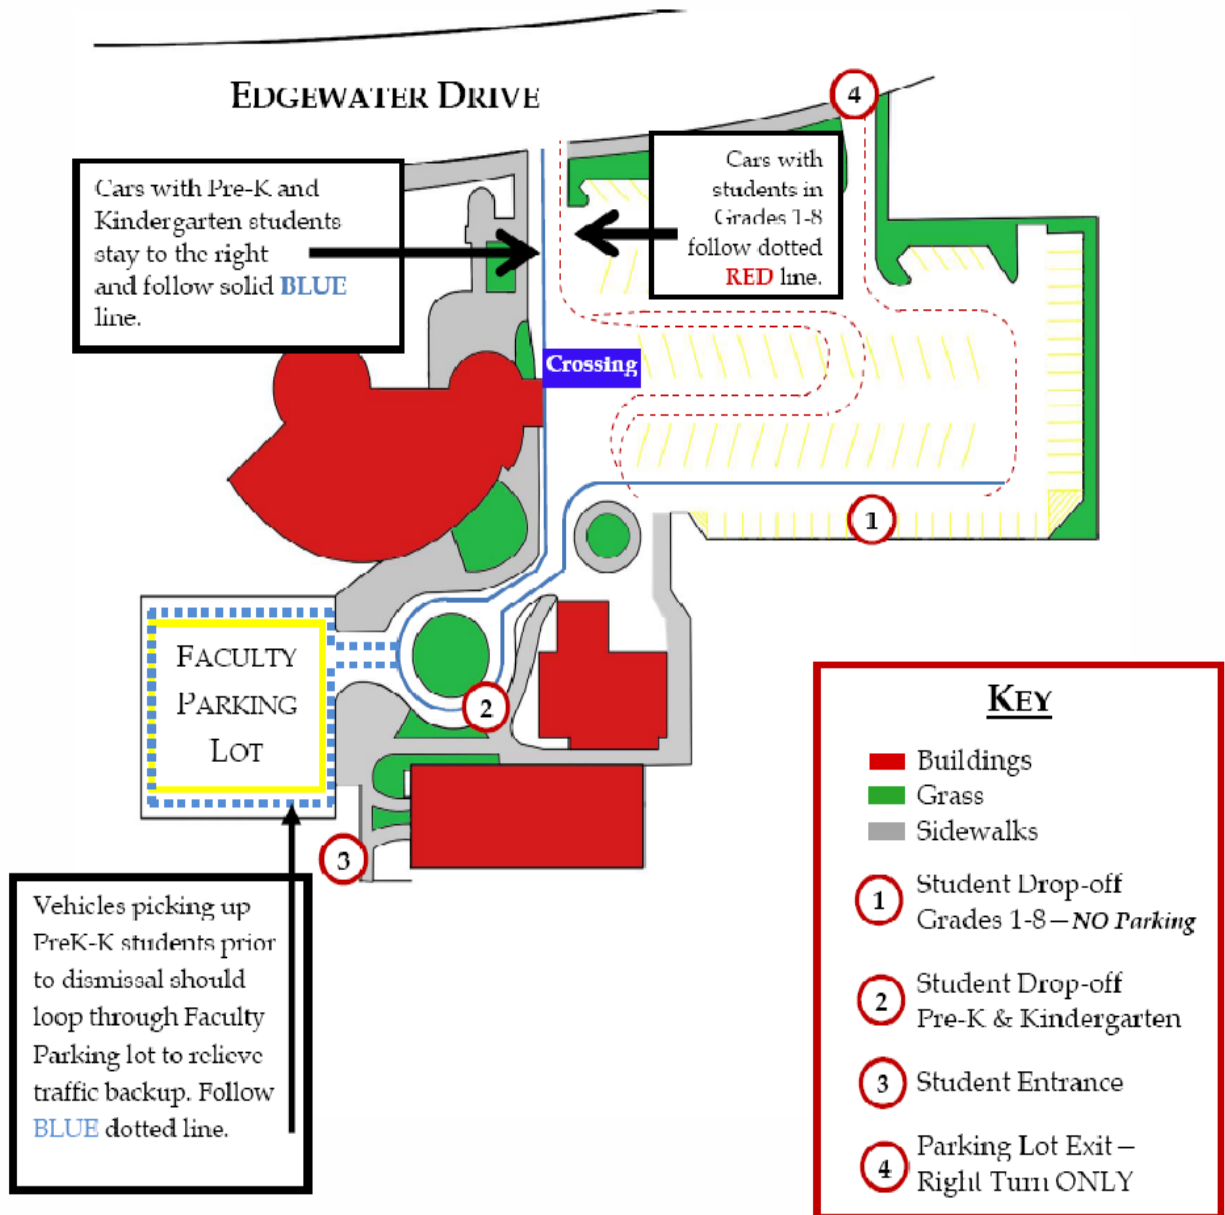 EDGEWATER DRIVE
4
Cars with Pre-K and
Kindergarten students
stay to the right
and follow solid BLUE
line.
Cars with
students in
Grades 1-8
follow dotted
RED line.
Crossing
1
FACULTY
PARKING
LOT
2
3
Vehicles picking up
PreK-K students prior
to dismissal should
loop through Faculty
Parking lot to relieve
traffic backup. Follow
BLUE dotted line.
KEY
Buildings
Grass
Sidewalks
1 Student Drop-off
Grades 1-8—NO Parking
2 Student Drop-off
Pre-K & Kindergarten
3 Student Entrance
4 Parking Lot Exit—
Right Turn ONLY